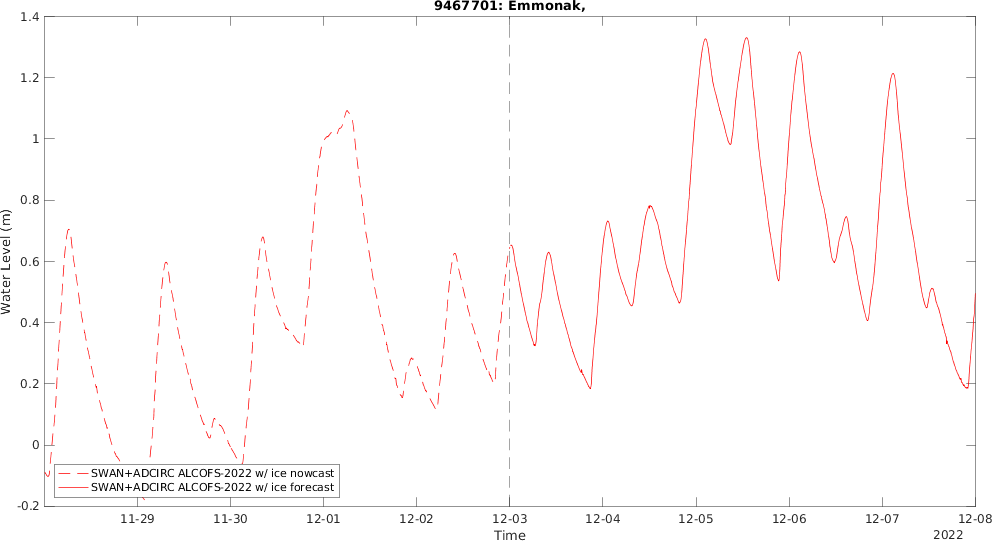 9467701: Emmonak,
1.4
1.2
1
0.8
0.6
0.4
0.2
0
-0.2
Water Level (m)
SWAN+ADCIRC ALCOFS-2022 w/ ice nowcast
SWAN+ADCIRC ALCOFS-2022 w/ ice forecast
11-29 11-30 12-01 12-02 12-03 12-04 12-05 12-06 12-07 12-08
Time
2022